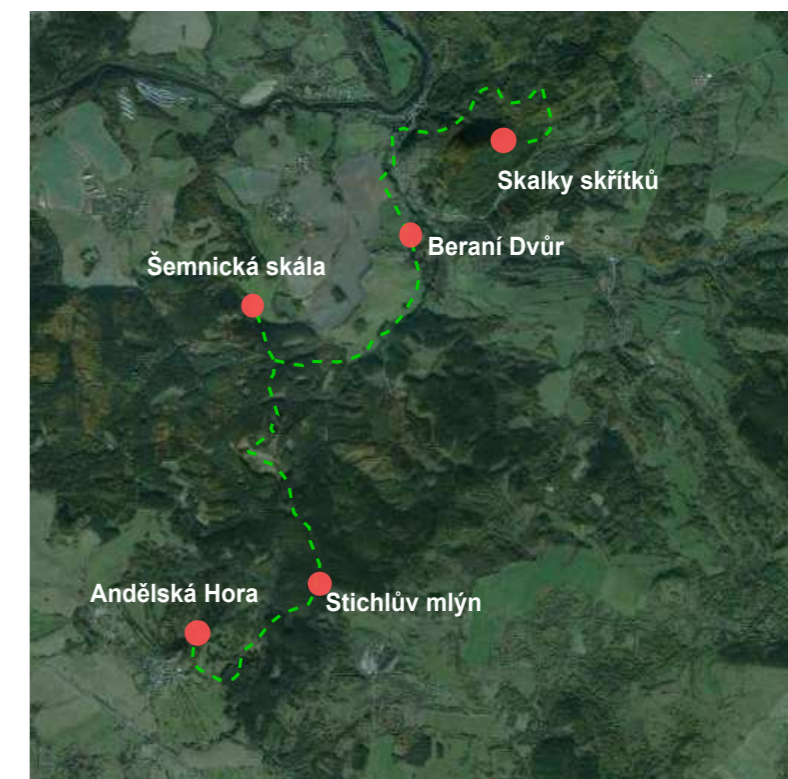 Skalky skřítků
Beraní Dvůr
Šemnická skála
Andělská Hora
Stichlův mlýn